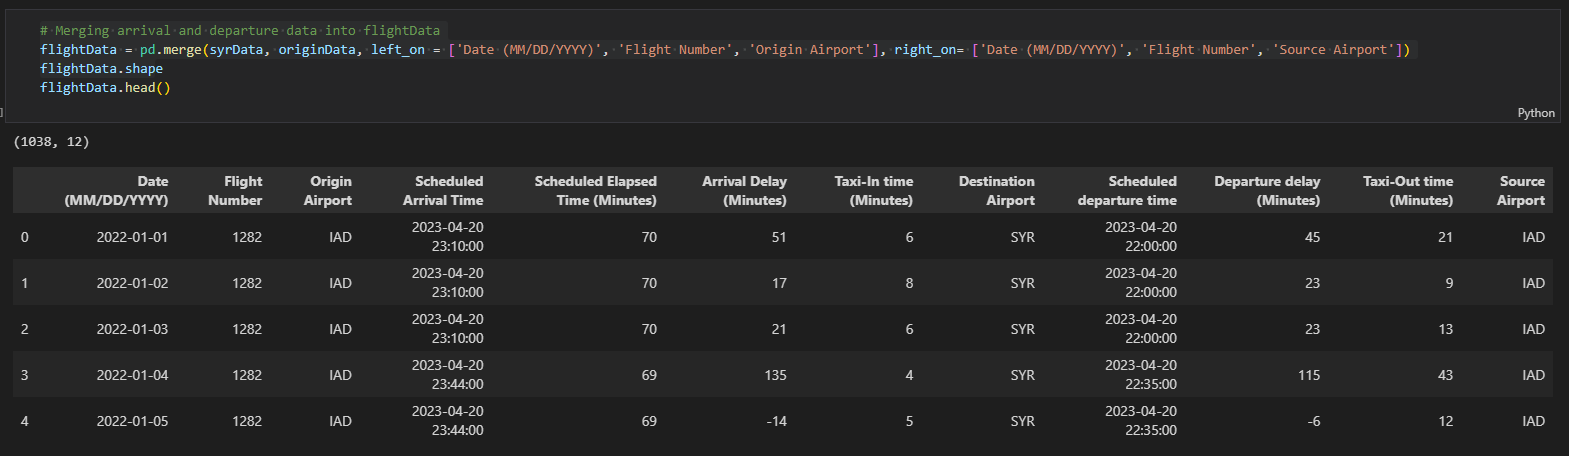 # Merging arrival and departure data into flightData
flightData = pd.merge(syrData, originData, left_on = ['Date (MM/DD/YYYY)', 'Flight Number', 'Origin Airport'], right_on= ['Date (MM/DD/YYYY)', 'Flight Number', 'Source Airport'])
flightData.shape
flightData.head()
]
Python
(1038, 12)
Date Flight Origin Scheduled Scheduled Elapsed Arrival Delay Taxi-In time Destination Scheduled Departure delay Taxi-Out time Source
(MM/DD/YYYY) Number Airport Arrival Time Time (Minutes) (Minutes) (Minutes) Airport departure time (Minutes) (Minutes) Airport
2023-04-20 2023-04-20
0 2022-01-01 1282 IAD 70 51 6 SYR 45 21 IAD
23:10:00 22:00:00
2023-04-20 2023-04-20
1 2022-01-02 1282 IAD 70 17 8 SYR 23 9 IAD
23:10:00 22:00:00
2023-04-20 2023-04-20
2 2022-01-03 1282 IAD 70 21 6 SYR 23 13 IAD
23:10:00 22:00:00
2023-04-20 2023-04-20
3 2022-01-04 1282 IAD 69 135 4 SYR 115 43 IAD
23:44:00 22:35:00
2023-04-20 2023-04-20
4 2022-01-05 1282 IAD 69 -14 5 SYR -6 12 IAD
23:44:00 22:35:00